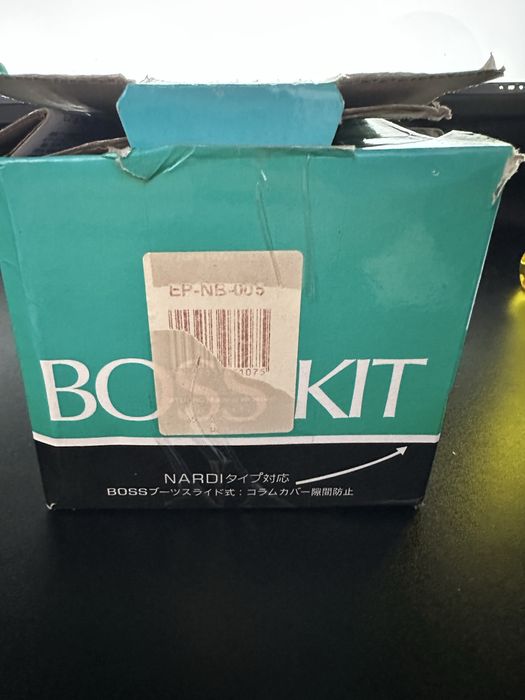 EP-NB-005
1075
BOSS KIT
NARDIタイプ対応
BOSSブーツスライド式:コラムカバー隙間防止